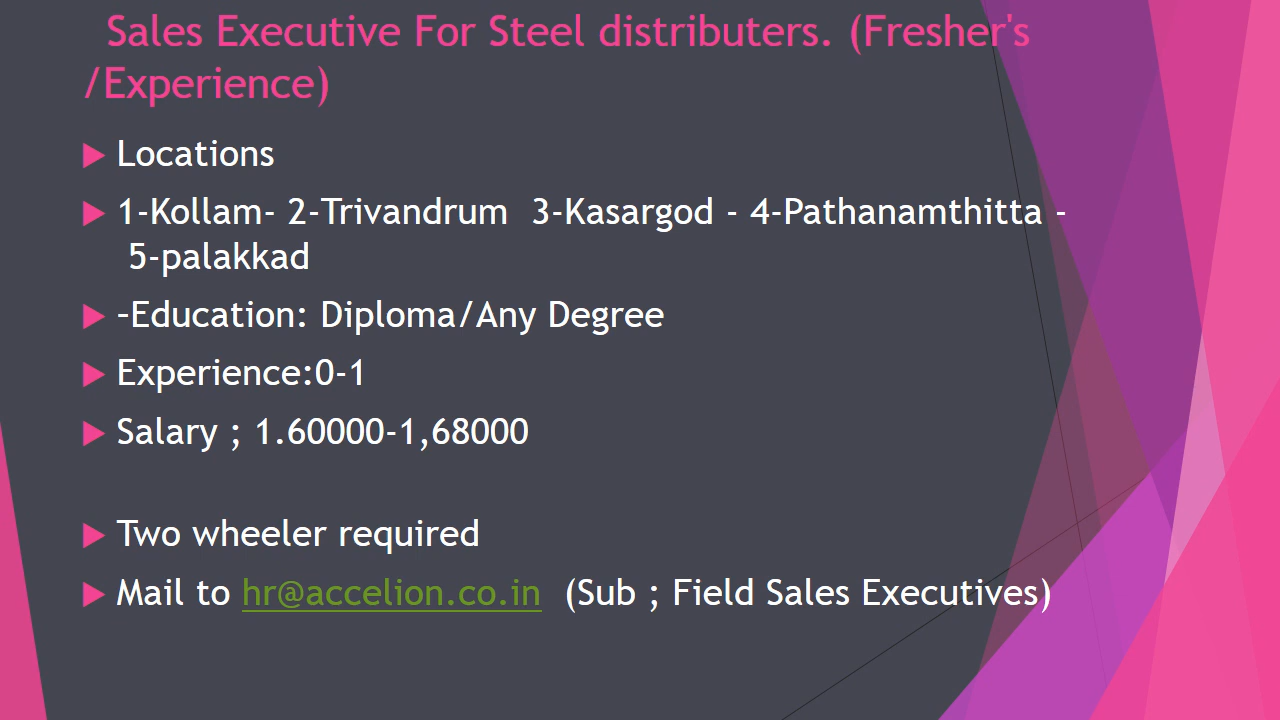 Sales Executive For Steel distributers. (Fresher's
/Experience)
Locations
1-Kollam- 2-Trivandrum  3-Kasargod - 4-Pathanamthitta -
5-palakkad
–Education: Diploma/Any Degree
Experience:0-1
Salary ; 1.60000-1,68000
Two wheeler required
Mail to hr@accelion.co.in  (Sub ; Field Sales Executives)